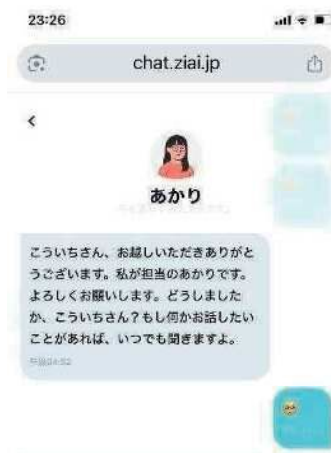 23:26
chat.ziai.jp
あかり
こういちさん、お越しいただきありがと
うございます。私が担当のあかりです。
よろしくお願いします。どうしました
か、こういちさん?もし何かお話したい
ことがあれば、いつでも聞きますよ。